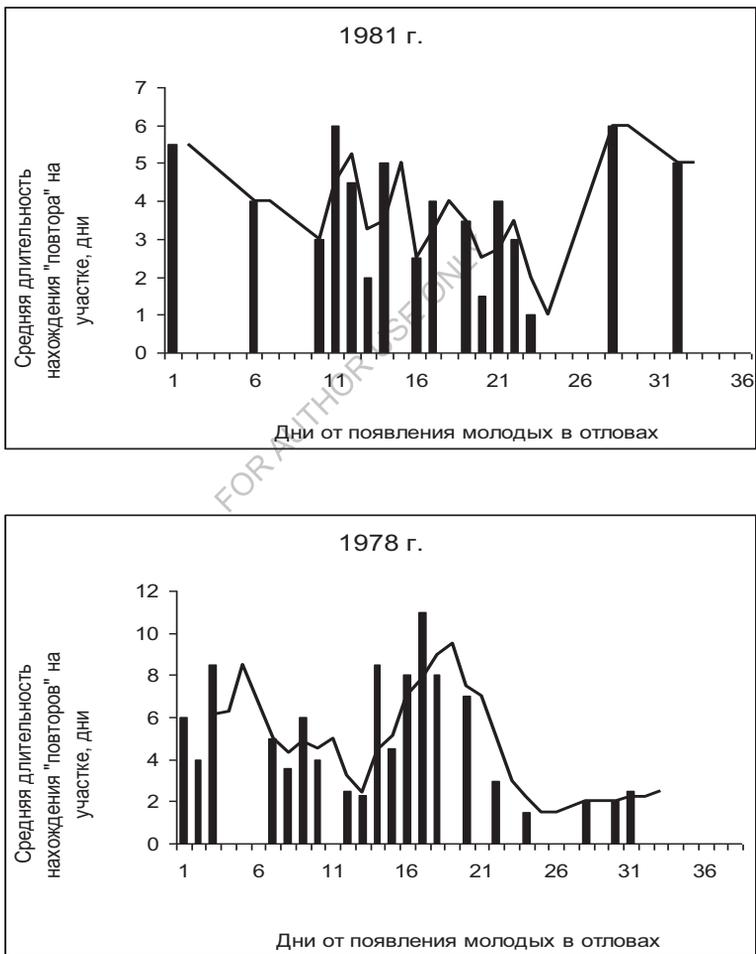 1981 г.
Средняя длительность
нахождения "повтора" на
участке, дни
7
6
5
4
3
2
1
0
1 6 11 16 21 26 31 36
Дни от появления молодых в отловах
FOR AUTHOR USE ONLY
1978 г.
Средняя длительность
нахождения "повторов" на
участке, дни
12
10
8
6
4
2
0
1 6 11 16 21 26 31 36
Дни от появления молодых в отловах